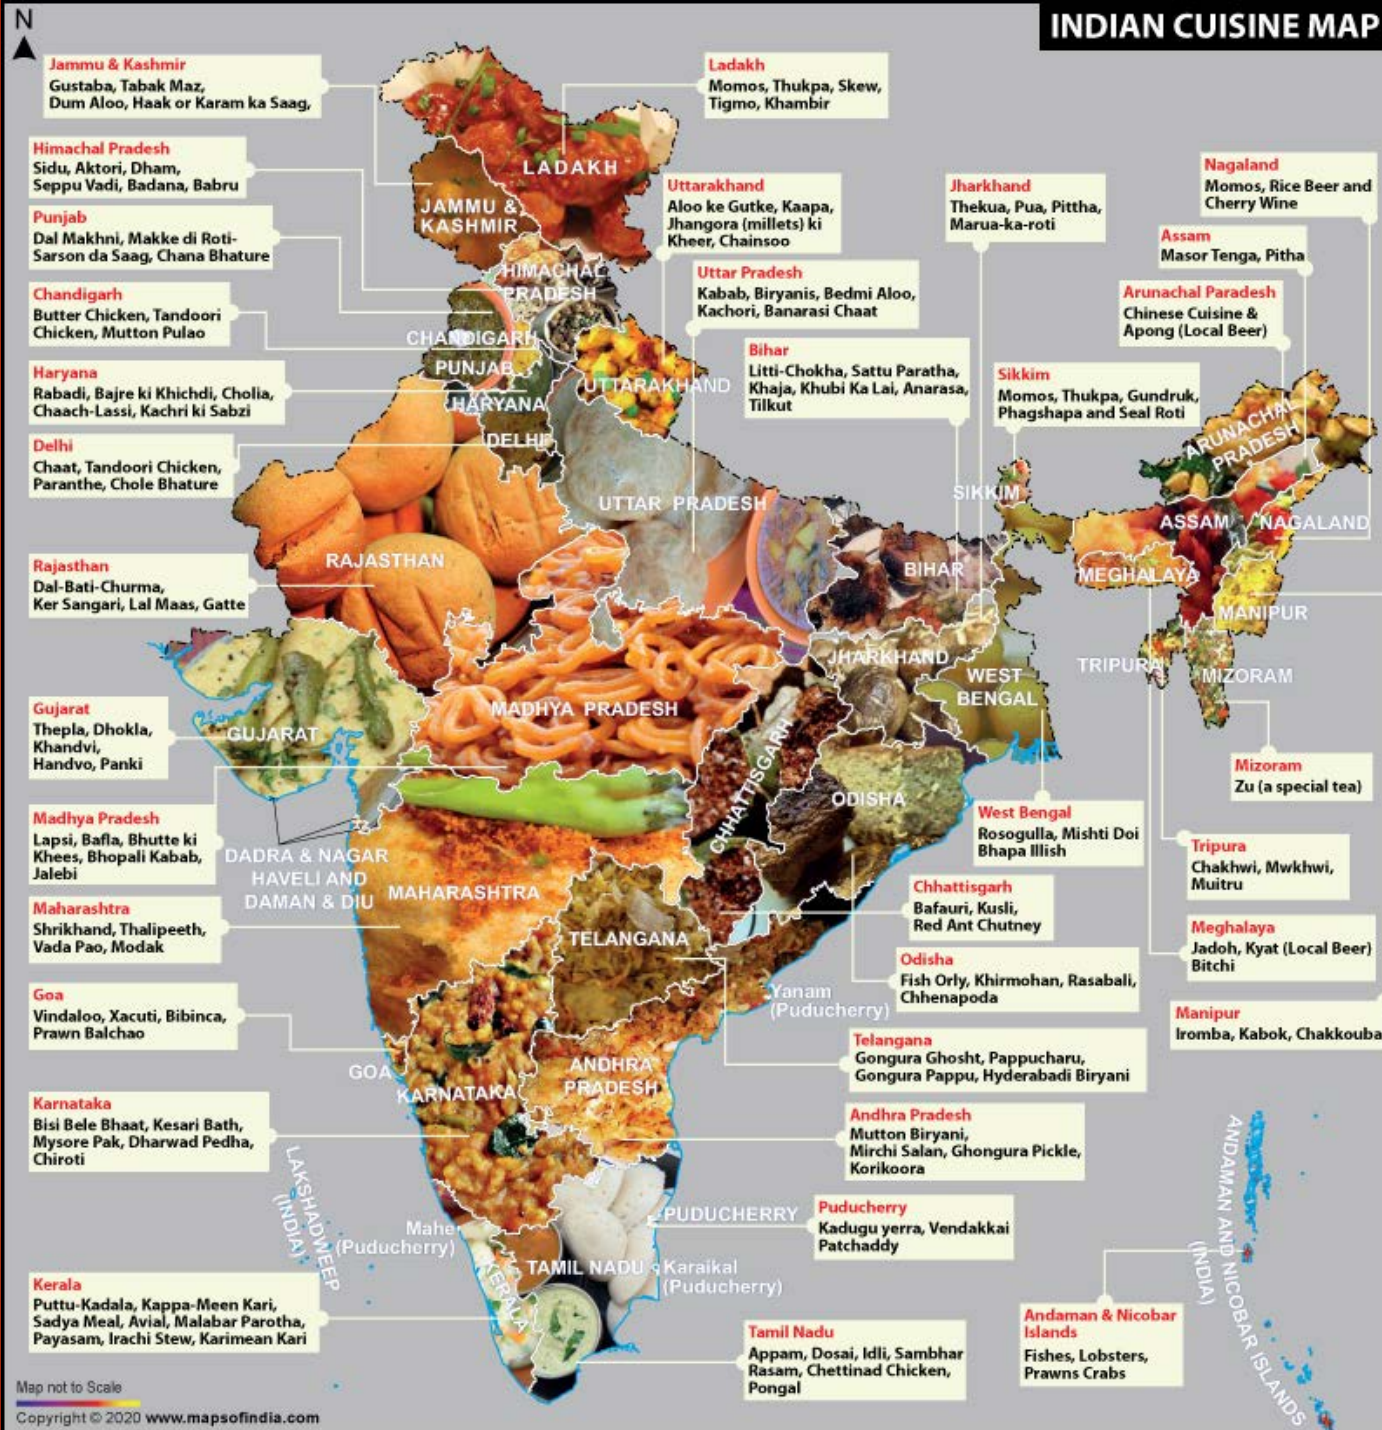 N
INDIAN CUISINE MAP
Jammu & Kashmir
Gustaba, Tabak Maz,
Dum Aloo, Haak or Karam ka Saag,
Ladakh
Momos, Thukpa, Skew,
Tigmo, Khambir
Himachal Pradesh
Sidu, Aktori, Dham,
Seppu Vadi, Badana, Babru
Punjab
Dal Makhni, Makke di Roti-
Sarson da Saag, Chana Bhature
Chandigarh
Butter Chicken, Tandoori
Chicken, Mutton Pulao
Haryana
Rabadi, Bajre ki Khichdi, Cholia,
Chaach-Lassi, Kachri ki Sabzi
Delhi
Chaat, Tandoori Chicken,
Paranthe, Chole Bhature
Rajasthan
Dal-Bati-Churma,
Ker Sangari, Lal Maas, Gatte
Gujarat
Thepla, Dhokla,
Khandvi,
Handvo, Panki
Madhya Pradesh
Lapsi, Bafla, Bhutte ki
Khees, Bhopali Kabab,
Jalebi
Maharashtra
Shrikhand, Thalipeeth,
Vada Pao, Modak
Goa
Vindaloo, Xacuti, Bibinca,
Prawn Balchao
Karnataka
Bisi Bele Bhaat, Kesari Bath,
Mysore Pak, Dharwad Pedha,
Chiroti
Kerala
Puttu-Kadala, Kappa-Meen Kari,
Sadya Meal, Avial, Malabar Parotha,
Payasam, Irachi Stew, Karimean Kari
Uttarakhand
Aloo ke Gutke, Kaapa,
Jhangora (millets) ki
Kheer, Chainsoo
Uttar Pradesh
Kabab, Biryanis, Bedmi Aloo,
Kachori, Banarasi Chaat
Bihar
Litti-Chokha, Sattu Paratha,
Khaja, Khubi Ka Lai, Anarasa,
Tilkut
Jharkhand
Thekua, Pua, Pittha,
Marua-ka-roti
Nagaland
Momos, Rice Beer and
Cherry Wine
Assam
Masor Tenga, Pitha
Arunachal Paradesh
Chinese Cuisine &
Apong (Local Beer)
Sikkim
Momos, Thukpa, Gundruk,
Phagshapa and Seal Roti
Mizoram
Zu (a special tea)
West Bengal
Rosogulla, Mishti Doi
Bhapa Illish
Tripura
Chakhwi, Mwkhwi,
Muitru
Chhattisgarh
Bafauri, Kusli,
Red Ant Chutney
Meghalaya
Jadoh, Kyat (Local Beer)
Bitchi
Odisha
Fish Orly, Khirmohan, Rasabali,
Chhenapoda
Manipur
Iromba, Kabok, Chakkouba
Telangana
Gongura Ghosht, Pappucharu,
Gongura Pappu, Hyderabadi Biryani
Andhra Pradesh
Mutton Biryani,
Mirchi Salan, Ghongura Pickle,
Korikoora
Puducherry
Kadugu yerra, Vendakkai
Patchaddy
Tamil Nadu
Appam, Dosai, Idli, Sambhar
Rasam, Chettinad Chicken,
Pongal
Andaman & Nicobar
Islands
Fishes, Lobsters,
Prawns Crabs
LADAKH
JAMMU &
KASHMIR
HIMACHAL
PRADESH
CHANDIGARH
PUNJAB
UTTARAKHAND
HARYANA
DELHI
UTTAR PRADESH
RAJASTHAN
BIHAR
SIKKIM
ARUNACHAL
PRADESH
ASSAM
NAGALAND
MEGHALAYA
MANIPUR
TRIPURA
MIZORAM
JHARKHAND
WEST
BENGAL
MADHYA PRADESH
GUJARAT
CHHATTISGARH
ODISHA
DADRA & NAGAR
HAVELI AND
DAMAN & DIU
MAHARASHTRA
TELANGANA
Yanam
(Puducherry)
GOA
KARNATAKA
ANDHRA
PRADESH
LAKSHADWEEP
(INDIA)
Mahe
(Puducherry)
PUDUCHERRY
TAMIL NADU
Karaikal
(Puducherry)
KERALA
ANDAMAN AND NICOBAR ISLANDS
(INDIA)
Map not to Scale
Copyright © 2020 www.mapsofindia.com